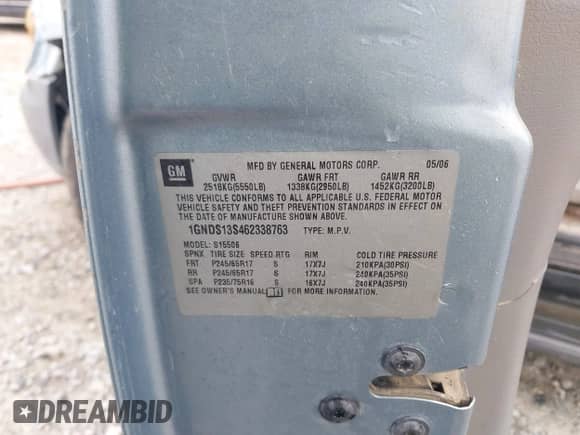 GM
MFD BY GENERAL MOTORS CORP. 05/06
GVWR GAWR FRT GAWR RR
2518KG(5550LB) 1338KG(2950LB) 1452KG(3200LB)
THIS VEHICLE CONFORMS TO ALL APPLICABLE U.S. FEDERAL MOTOR
VEHICLE SAFETY AND THEFT PREVENTION STANDARDS IN EFFECT ON
THE DATE OF MANUFACTURE SHOWN ABOVE.
1GNDS13S462338763 TYPE: M.P.V.
MODEL: S15506
SPNX TIRE SIZE SPEED RTG RIM COLD TIRE PRESSURE
FRT P245/65R17 S 17X7J 210KPA(30PSI)
RR P245/65R17 S 17X7J 240KPA(35PSI)
SPA P235/75R16 S 16X7J 240KPA(35PSI)
SEE OWNER'S MANUAL FOR MORE INFORMATION.
DREAMBID